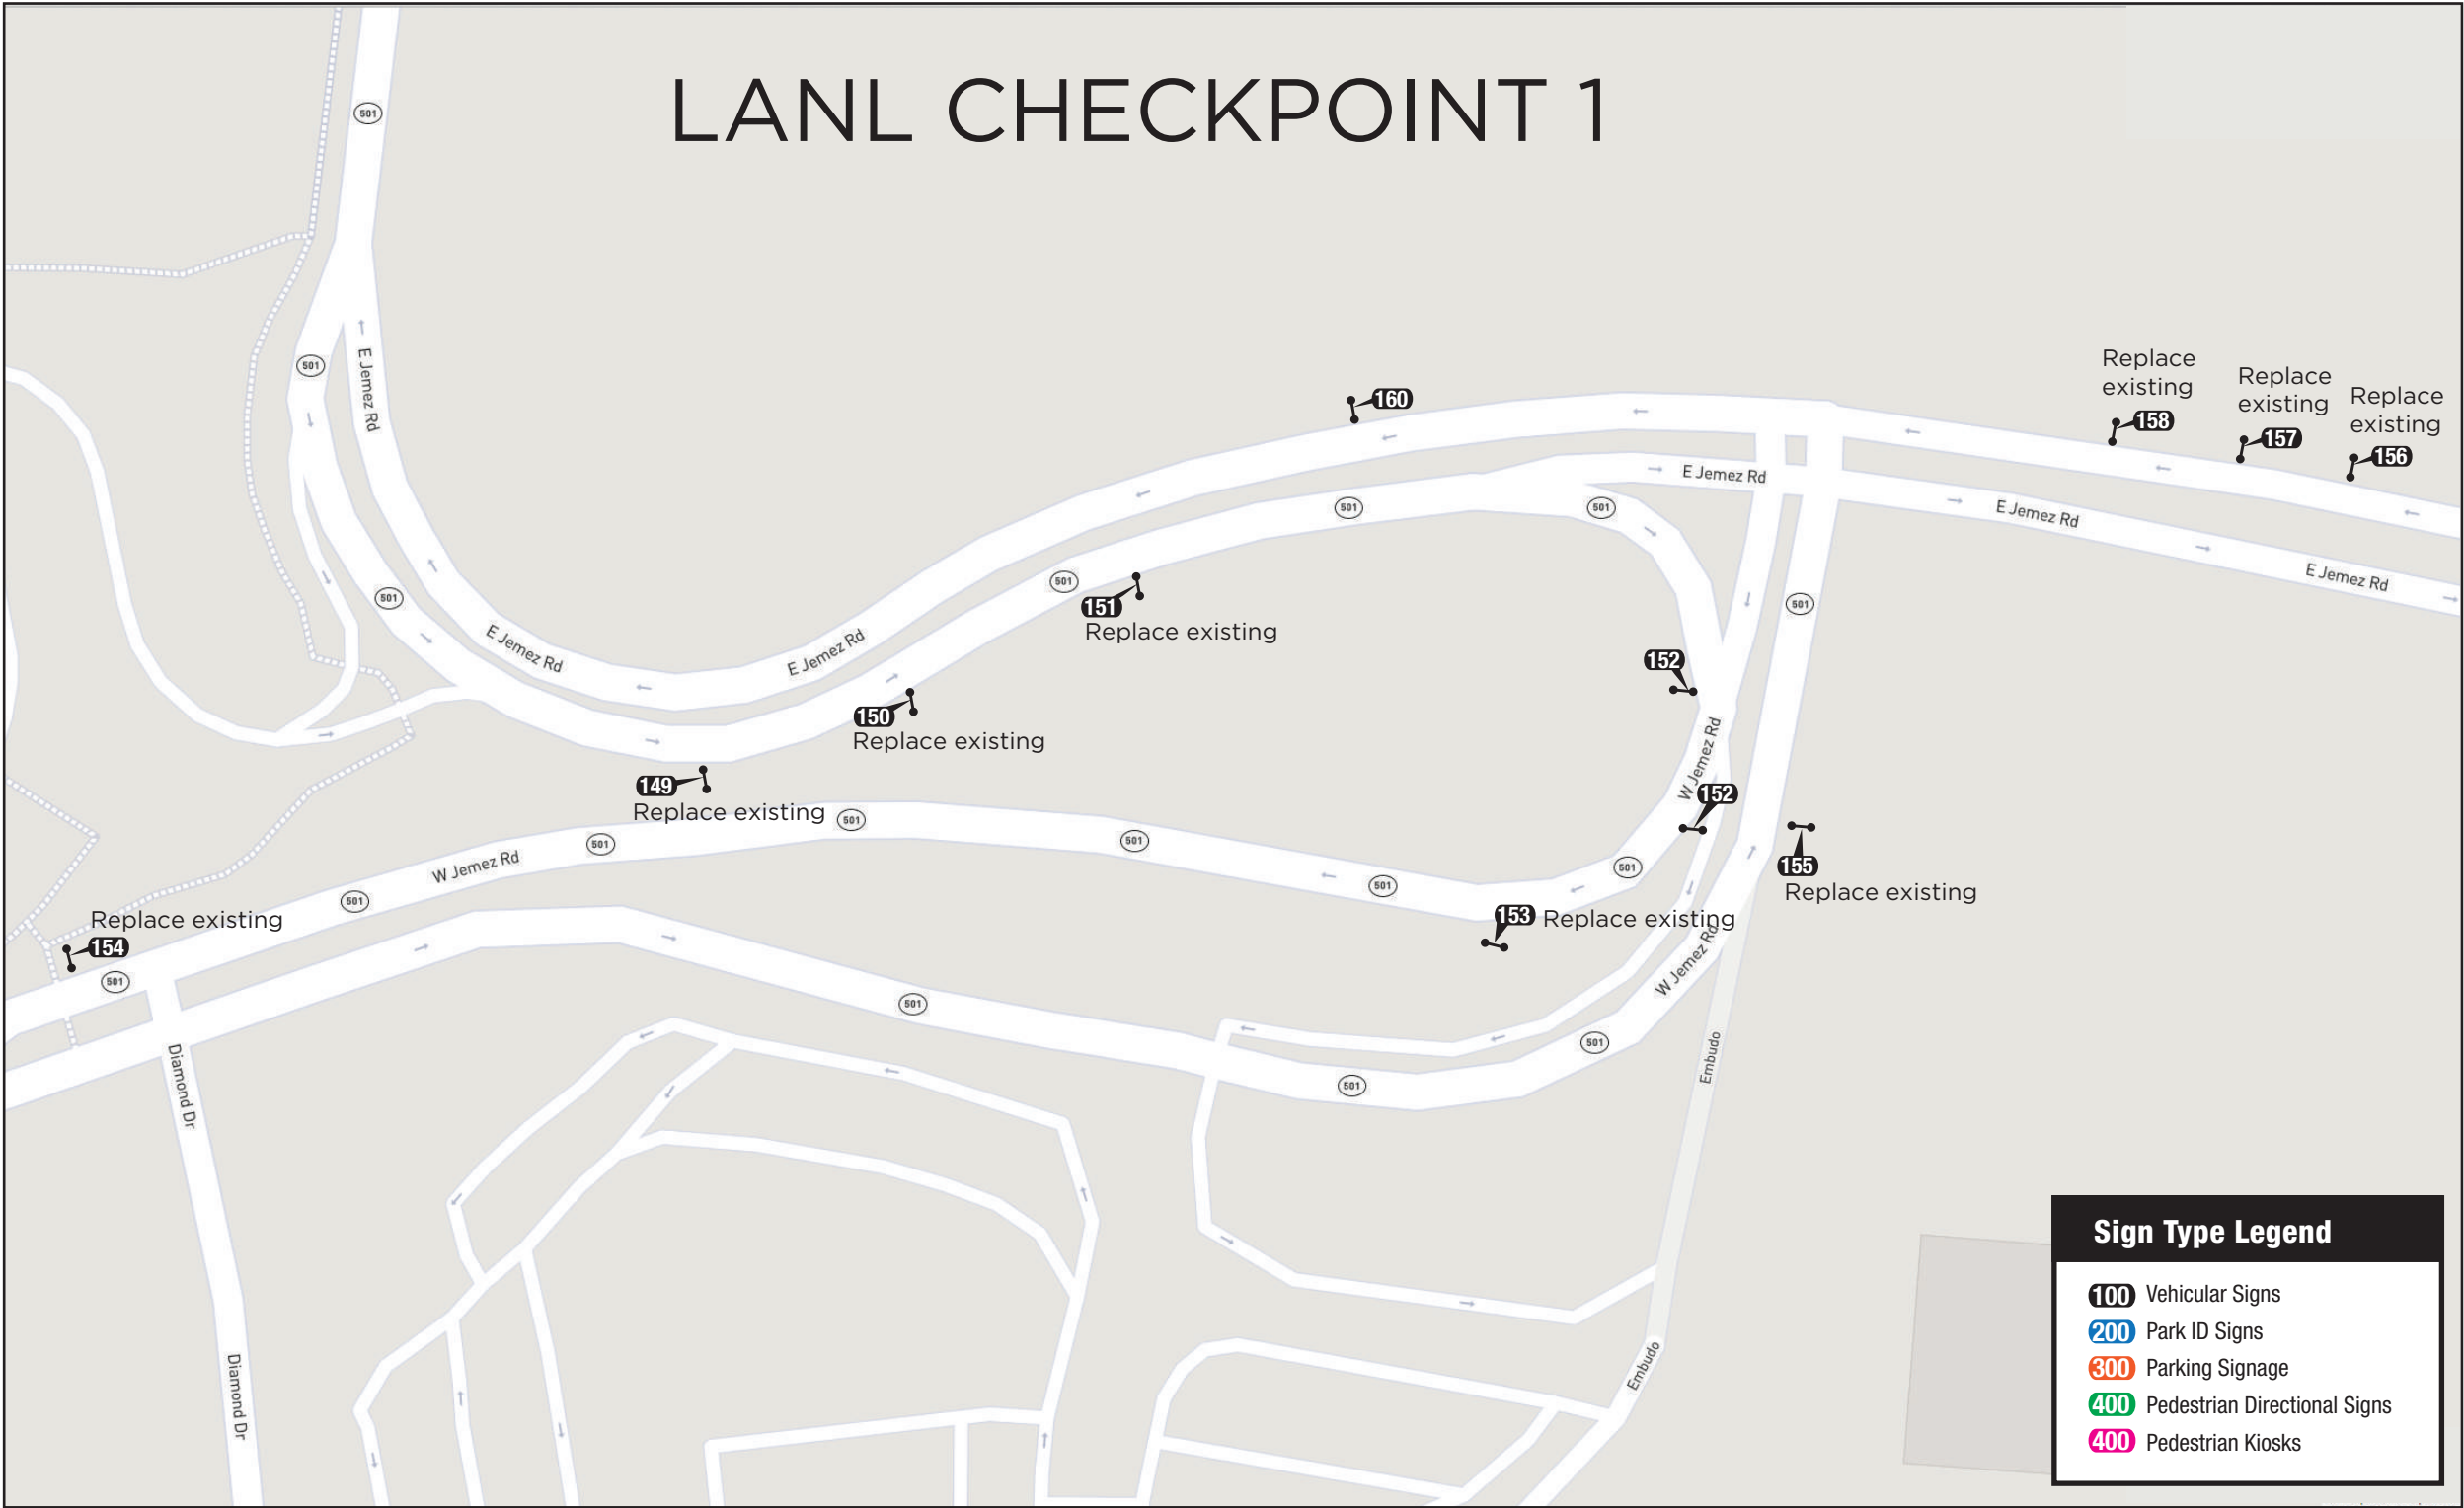 LANL CHECKPOINT 1
501
501
E Jemez Rd
501
E Jemez Rd
E Jemez Rd
160
501
501
E Jemez Rd
Replace
existing
158
Replace
existing
157
Replace
existing
156
E Jemez Rd
E Jemez Rd
501
151
Replace existing
501
152
150
Replace existing
W Jemez Rd
149
Replace existing
152
501
501
501
501
501
155
Replace existing
W Jemez Rd
501
Replace existing
154
501
153
Replace existing
W Jemez Rd
501
501
501
Embudo
Embudo
Diamond Dr
Diamond Dr
Sign Type Legend
100 Vehicular Signs
200 Park ID Signs
300 Parking Signage
400 Pedestrian Directional Signs
400 Pedestrian Kiosks